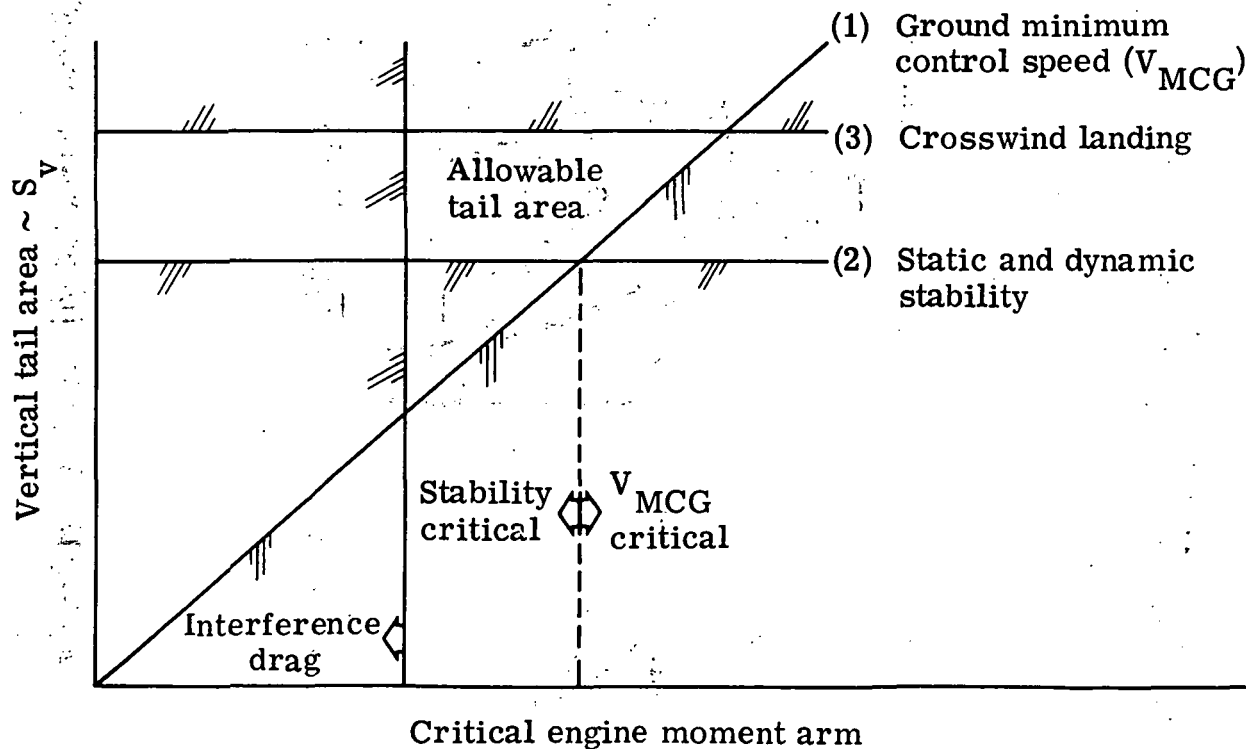 (1) Ground minimum
control speed (V_MCG)
(3) Crosswind landing
Allowable
tail area
(2) Static and dynamic
stability
Vertical tail area ~ S_v
Stability
critical
V_MCG
critical
Interference
drag
Critical engine moment arm